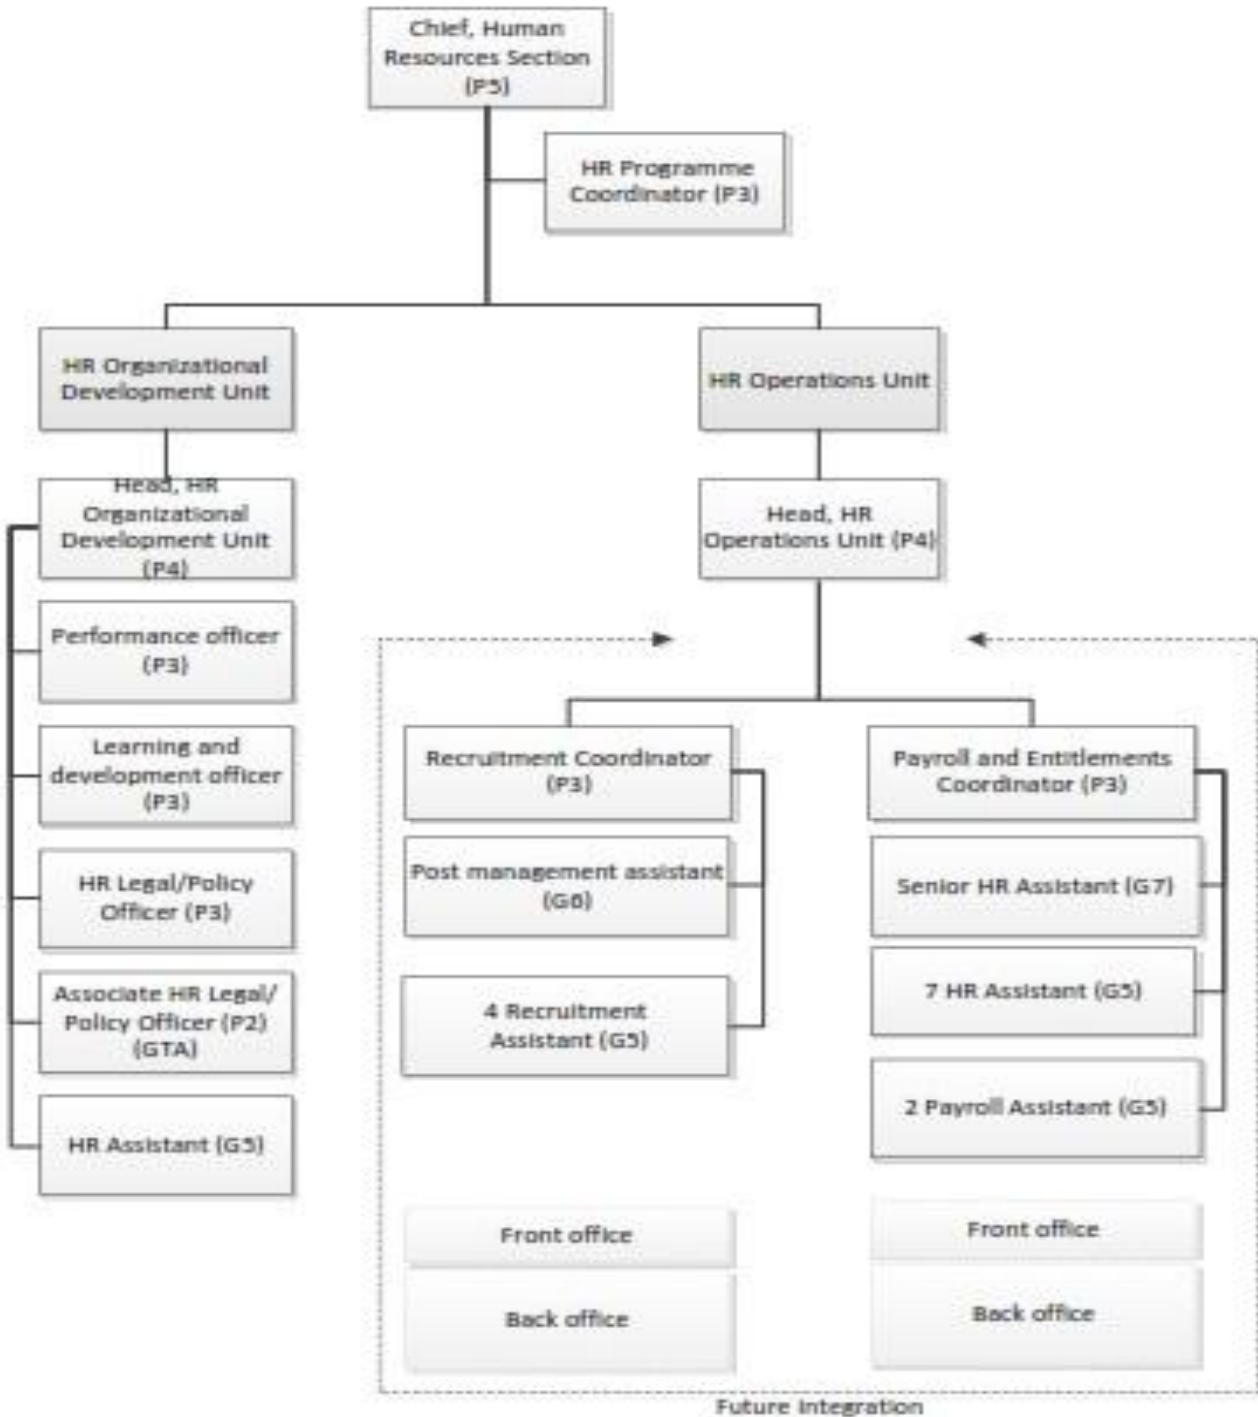 Chief, Human
Resources Section
(P5)
HR Programme
Coordinator (P3)
HR Organizational
Development Unit
HR Operations Unit
Head, HR
Organizational
Development Unit
(P4)
Head, HR
Operations Unit (P4)
Performance officer
(P3)
Learning and
development officer
(P3)
HR Legal/Policy
Officer (P3)
Associate HR Legal/
Policy Officer (P2)
(GTA)
HR Assistant (G5)
Recruitment Coordinator
(P3)
Post management assistant
(G6)
4 Recruitment
Assistant (G5)
Payroll and Entitlements
Coordinator (P3)
Senior HR Assistant (G7)
7 HR Assistant (G5)
2 Payroll Assistant (G5)
Front office
Back office
Front office
Back office
Future Integration